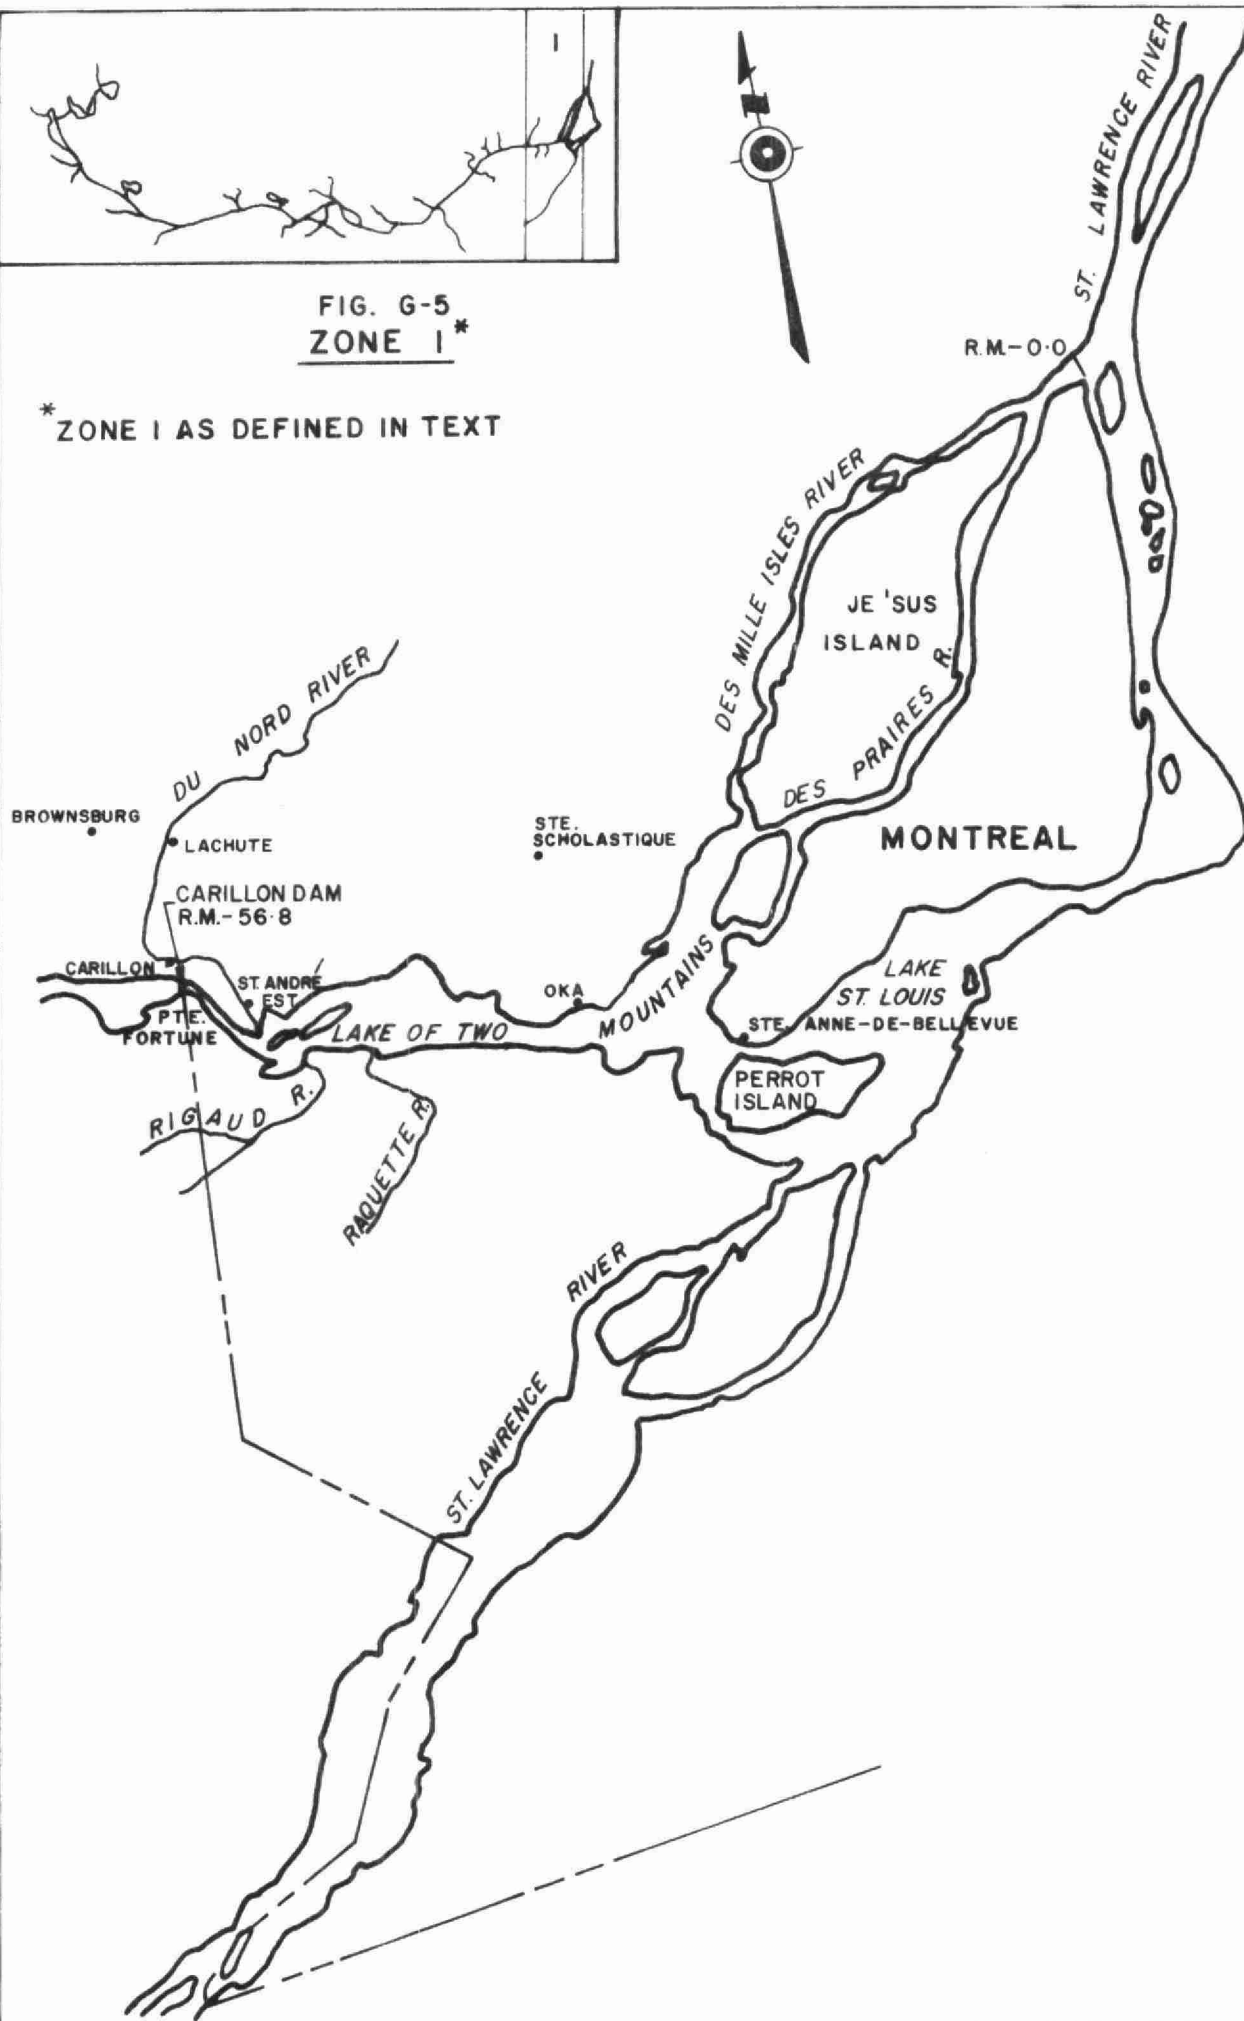 I
N
FIG. G-5
ZONE I*
*ZONE I AS DEFINED IN TEXT
ST. LAWRENCE RIVER
R.M.-0·0
DES MILLE ISLES RIVER
JE'SUS
ISLAND
DES PRAIRES R.
DU NORD RIVER
BROWNSBURG
LACHUTE
STE.
SCHOLASTIQUE
MONTREAL
CARILLON DAM
R.M.-56·8
CARILLON
ST. ANDRÉ
EST.
PTE.
FORTUNE
OKA
LAKE OF TWO MOUNTAINS
LAKE
ST. LOUIS
STE. ANNE-DE-BELLEVUE
PERROT
ISLAND
RIGAUD R.
RAQUETTE R.
ST. LAWRENCE RIVER